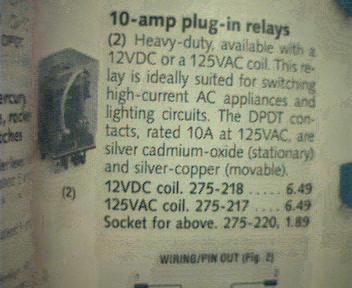 10-amp plug-in relays
(2) Heavy-duty, available with a
12VDC or a 125VAC coil. This re-
lay is ideally suited for switching
high-current AC appliances and
lighting circuits. The DPDT con-
tacts, rated 10A at 125VAC, are
silver cadmium-oxide (stationary)
and silver-copper (movable).
12VDC coil. 275-218 ..... 6.49
125VAC coil. 275-217 .... 6.49
Socket for above. 275-220, 1.89
(2)
WIRING/PIN OUT (Fig. 2)